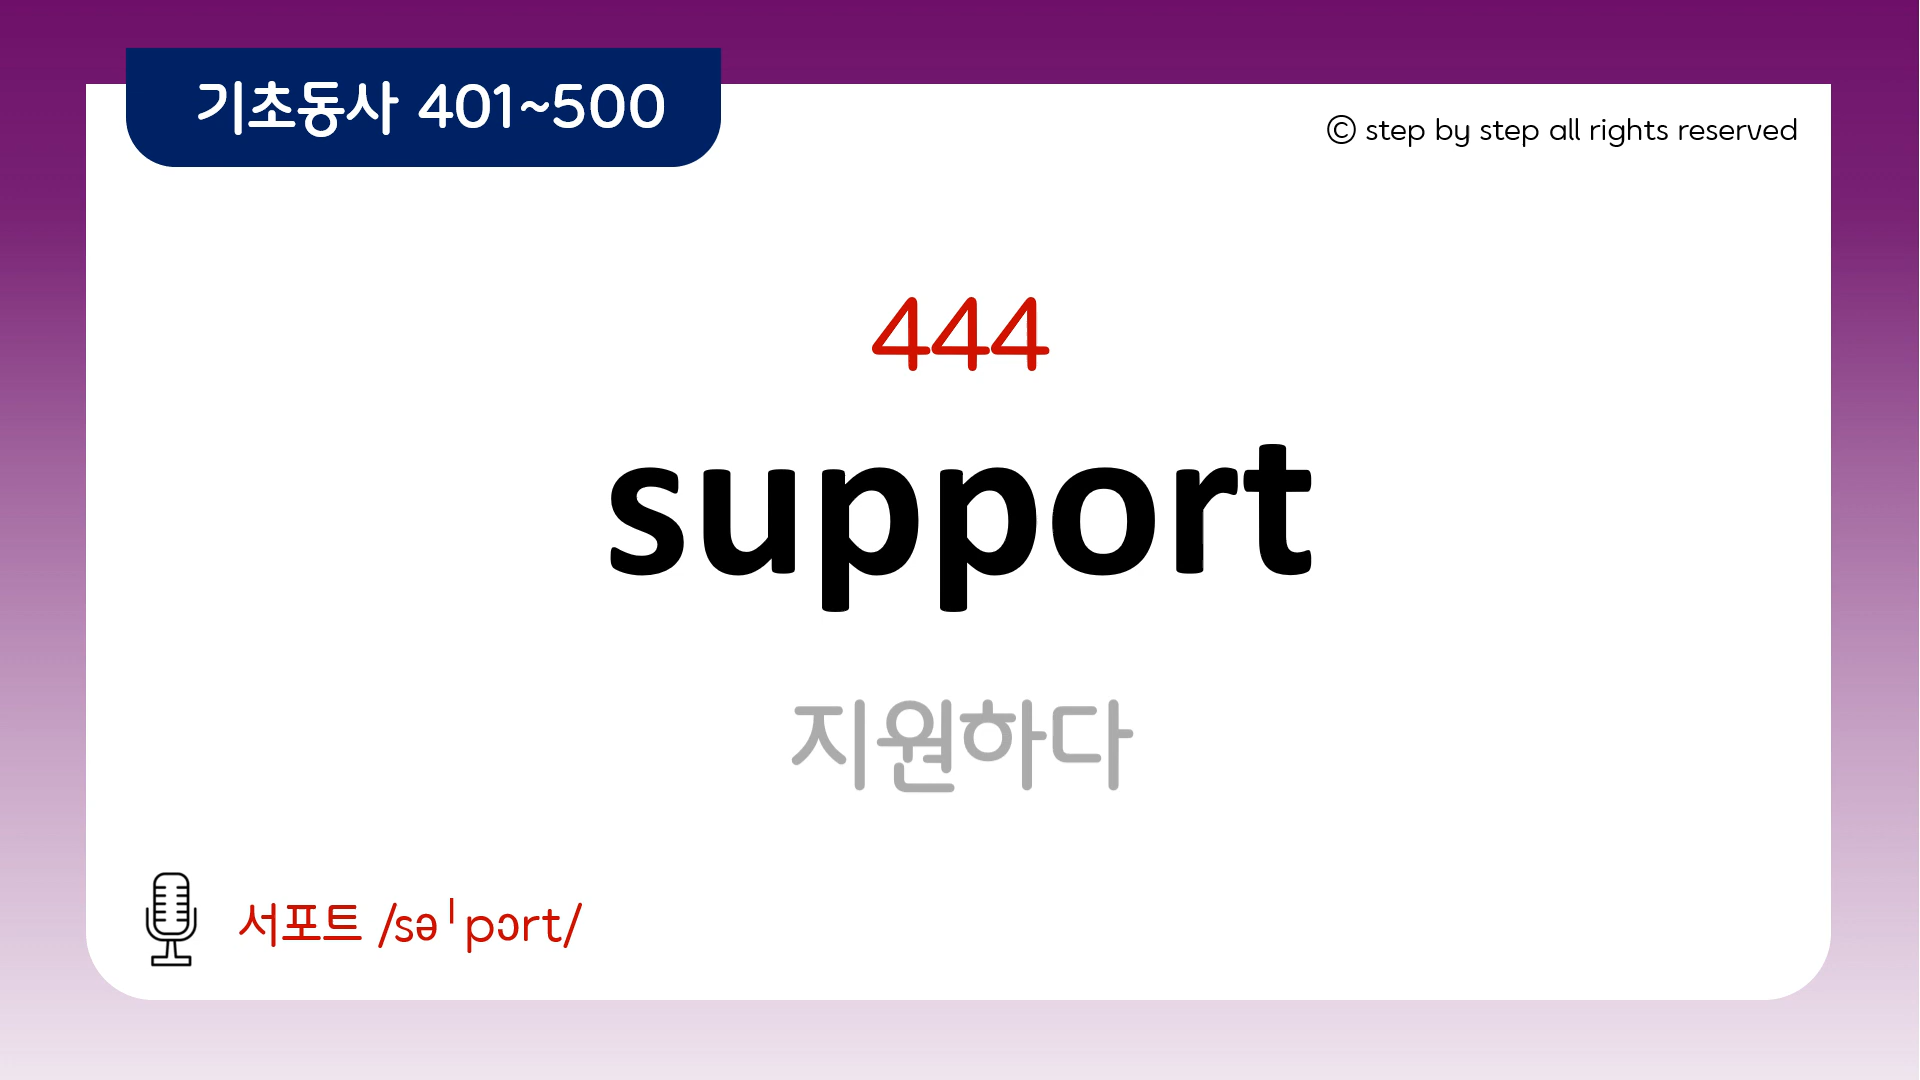 기초동사 401~500
© step by step all rights reserved
444
support
지원하다
서포트 /səˈpɔrt/